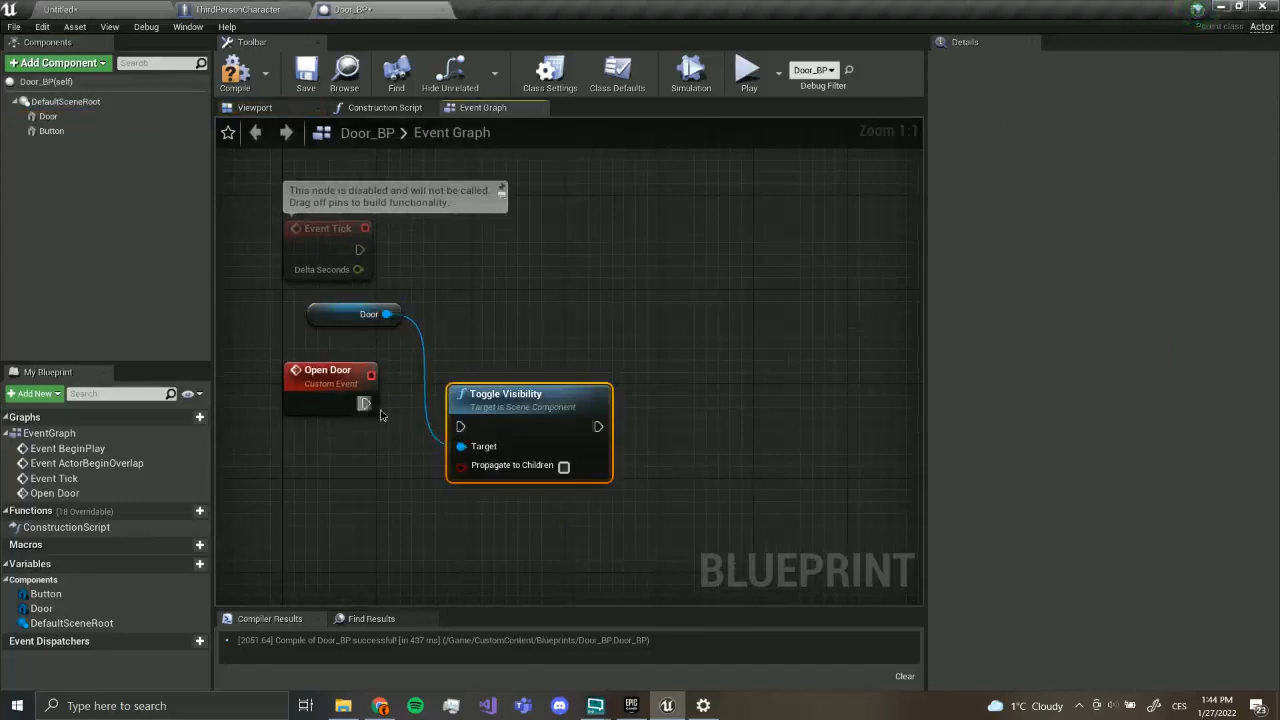 Untitled*
ThirdPersonCharacter
Door_BP*
File Edit Asset View Debug Window Help
Parent class: Actor
Components
Toolbar
Details
+ Add Component
Search
Door_BP(self)
DefaultSceneRoot
Door
Button
Compile
Save
Browse
Find
Hide Unrelated
Class Settings
Class Defaults
Simulation
Play
Door_BP
Debug Filter
Viewport
Construction Script
Event Graph
Door_BP > Event Graph
Zoom 1:1
This node is disabled and will not be called.
Drag off pins to build functionality.
Event Tick
Delta Seconds
Door
Open Door
Custom Event
Toggle Visibility
Target is Scene Component
Target
Propagate to Children
BLUEPRINT
My Blueprint
+ Add New
Search
Graphs
EventGraph
Event BeginPlay
Event ActorBeginOverlap
Event Tick
Open Door
Functions (18 Overridable)
ConstructionScript
Macros
Variables
Components
Button
Door
DefaultSceneRoot
Event Dispatchers
Compiler Results
Find Results
[2051.64] Compile of Door_BP successful! [in 437 ms] (/Game/CustomContent/Blueprints/Door_BP.Door_BP)
Clear
Type here to search
1°C Cloudy
CES
1:44 PM
1/27/2022
23